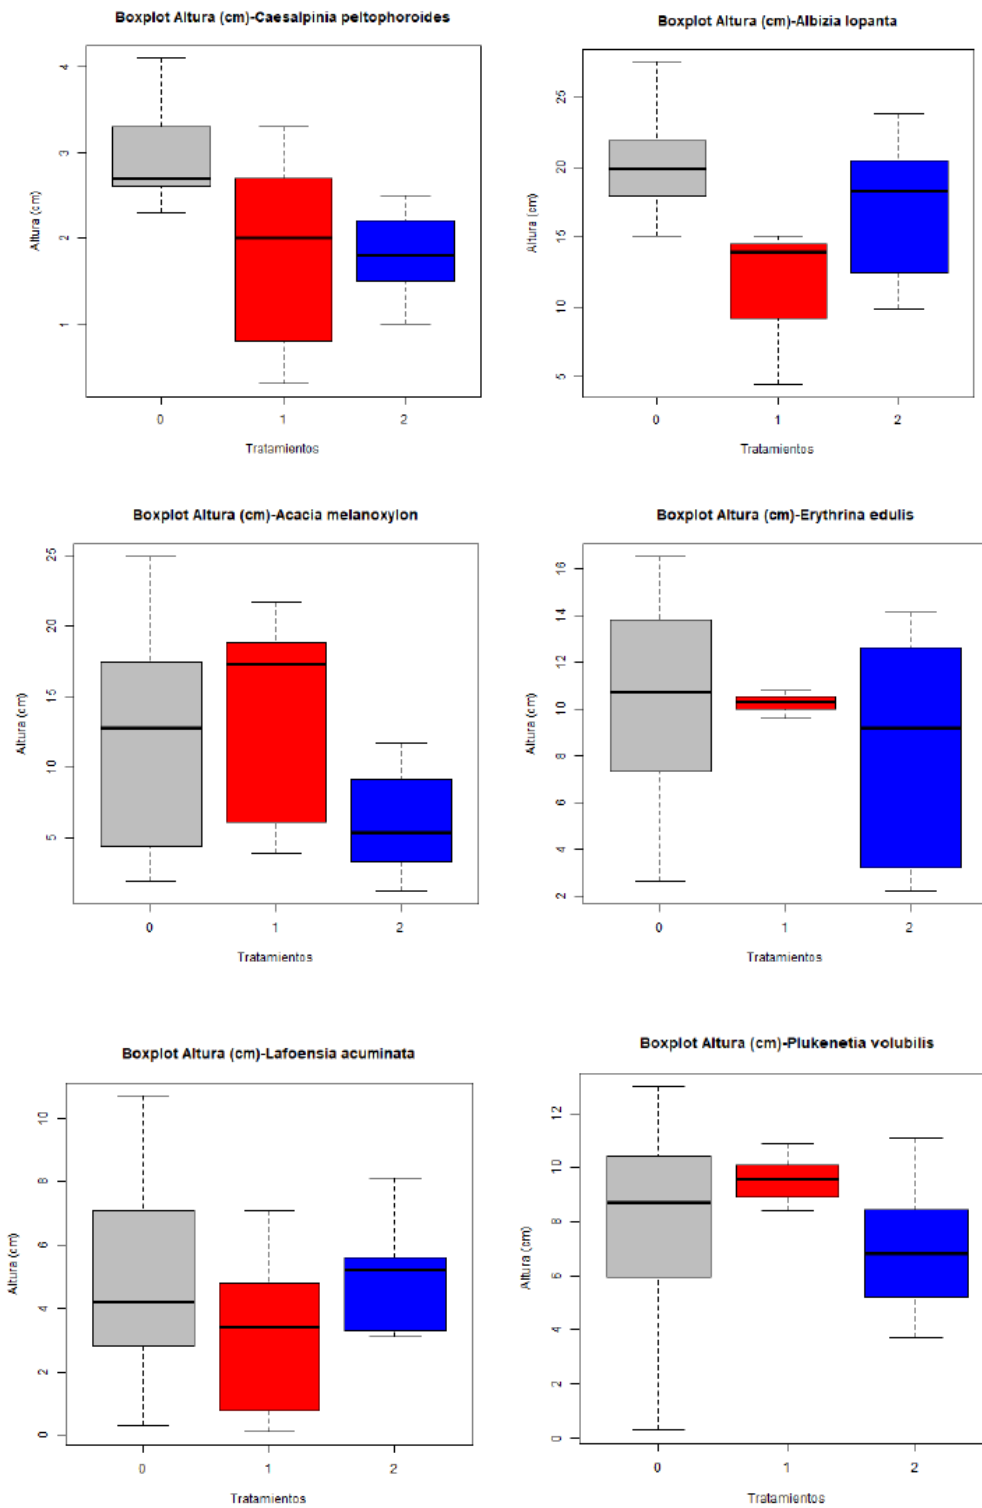 Boxplot Altura (cm)-Caesalpinia peltophoroides
Altura (cm)
4
3
2
1
0 1 2
Tratamientos
Boxplot Altura (cm)-Albizia lopanta
Altura (cm)
25
20
15
10
5
0 1 2
Tratamientos
Boxplot Altura (cm)-Acacia melanoxylon
Altura (cm)
25
20
15
10
5
0 1 2
Tratamientos
Boxplot Altura (cm)-Erythrina edulis
Altura (cm)
16
14
12
10
8
6
4
2
0 1 2
Tratamientos
Boxplot Altura (cm)-Lafoensia acuminata
Altura (cm)
10
8
6
4
2
0
0 1 2
Tratamientos
Boxplot Altura (cm)-Plukenetia volubilis
Altura (cm)
12
10
8
6
4
2
0
0 1 2
Tratamientos